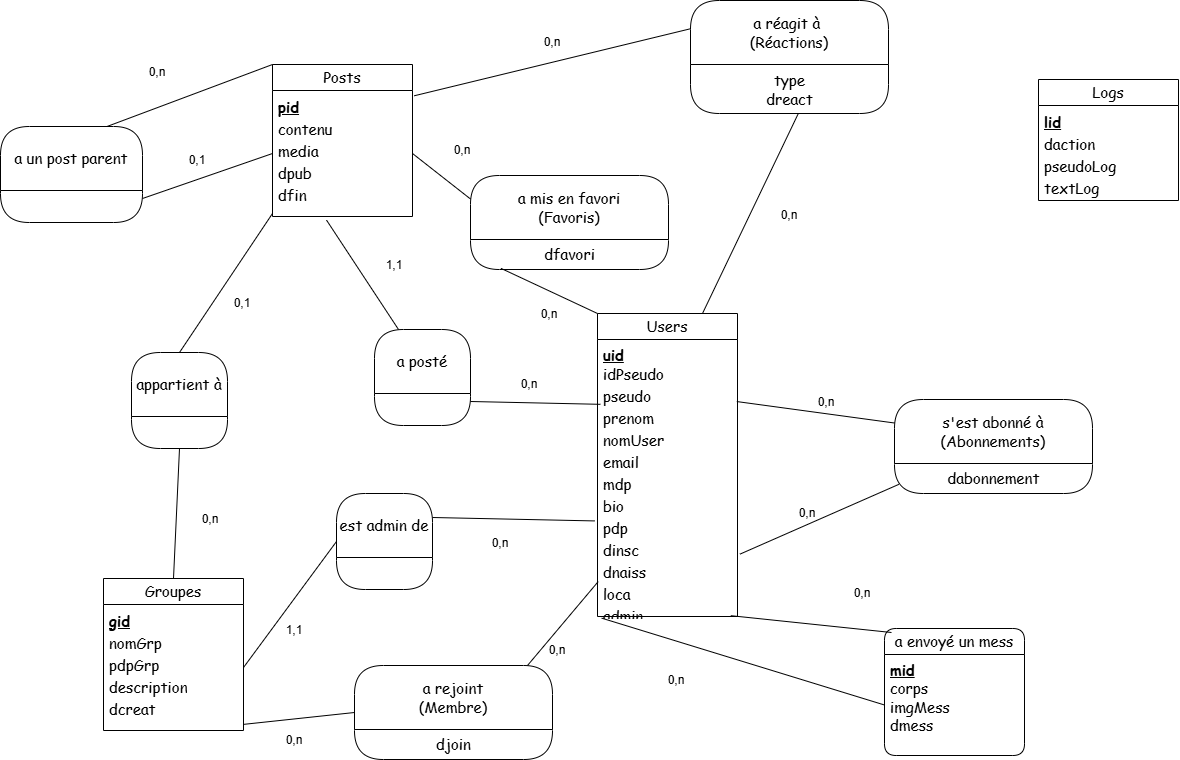 a réagit à
(Réactions)
type
dreact
0,n
0,n
Posts
pid
contenu
media
dpub
dfin
Logs
lid
daction
pseudoLog
textLog
a un post parent
0,1
0,n
a mis en favori
(Favoris)
dfavori
0,n
0,n
1,1
0,1
Users
uid
idPseudo
pseudo
prenom
nomUser
email
mdp
bio
pdp
dinsc
dnaiss
loca
admin
a posté
0,n
appartient à
0,n
0,n
s'est abonné à
(Abonnements)
dabonnement
0,n
est admin de
0,n
1,1
Groupes
gid
nomGrp
pdpGrp
description
dcreat
0,n
0,n
a rejoint
(Membre)
djoin
0,n
0,n
a envoyé un mess
mid
corps
imgMess
dmess
0,n